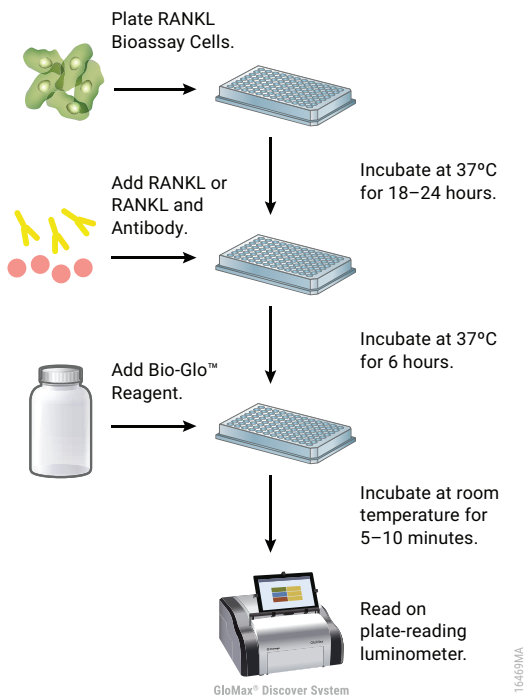 Plate RANKL
Bioassay Cells.
Incubate at 37ºC
for 18–24 hours.
Add RANKL or
RANKL and
Antibody.
Incubate at 37ºC
for 6 hours.
Add Bio-Glo™
Reagent.
Incubate at room
temperature for
5–10 minutes.
Read on
plate-reading
luminometer.
GloMax® Discover System
16469MA